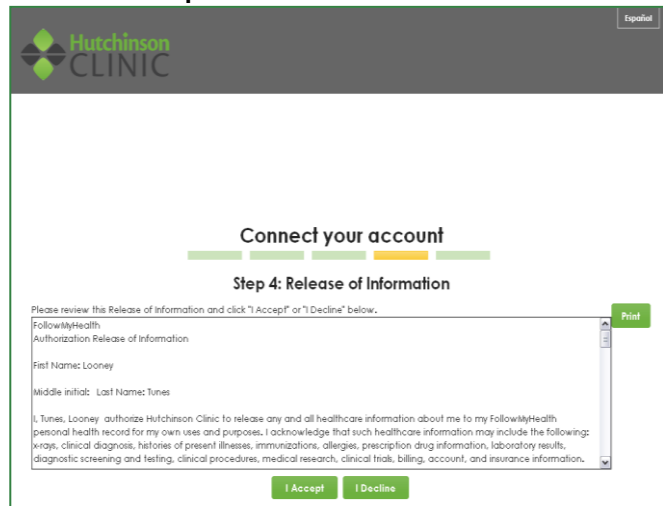 Español
Hutchinson
CLINIC
Connect your account
Step 4: Release of Information
Please review this Release of Information and click "I Accept" or "I Decline" below.
Print
FollowMyHealth
Authorization Release of Information
First Name: Looney
Middle initial: Last Name: Tunes
I, Tunes, Looney authorize Hutchinson Clinic to release any and all healthcare information about me to my FollowMyHealth
personal health record for my own uses and purposes. I acknowledge that such healthcare information may include the following:
x-rays, clinical diagnosis, histories of present illnesses, immunizations, allergies, prescription drug information, laboratory results,
diagnostic screening and testing, clinical procedures, medical research, clinical trials, billing, account, and insurance information.
I Accept
I Decline